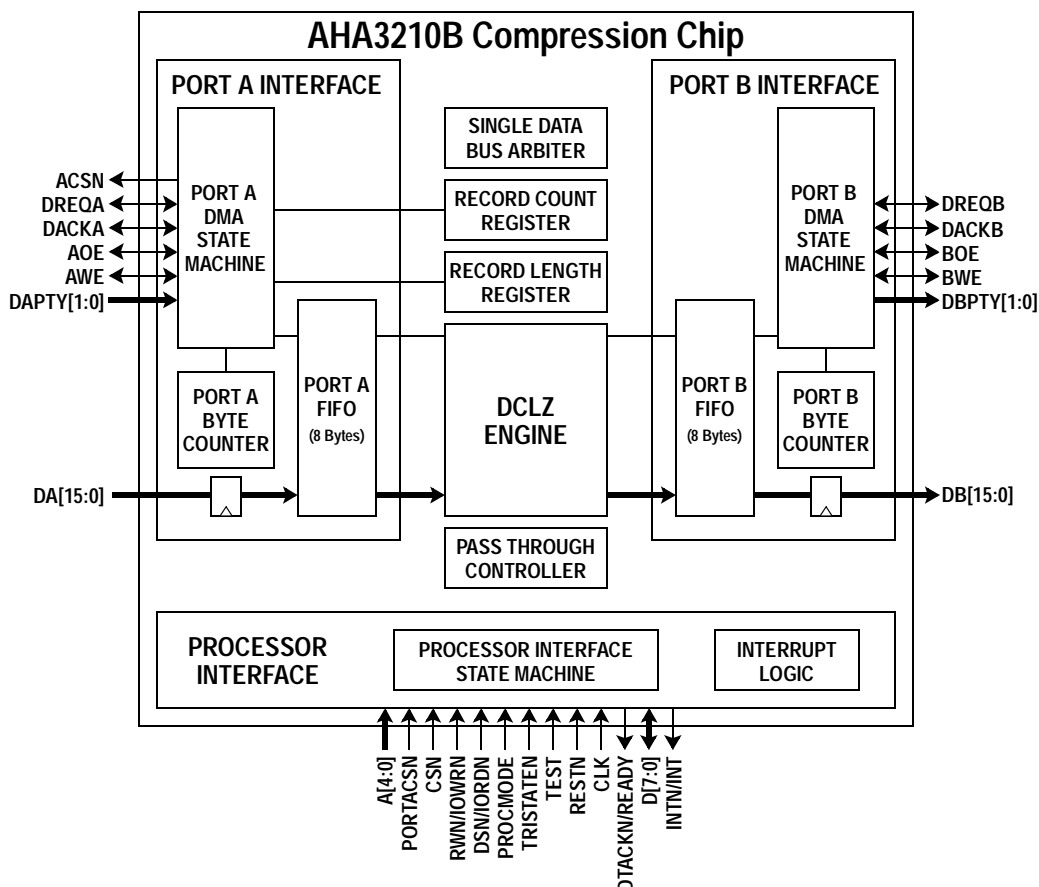 AHA3210B Compression Chip
PORT A INTERFACE
PORT B INTERFACE
SINGLE DATA
BUS ARBITER
RECORD COUNT
REGISTER
RECORD LENGTH
REGISTER
PORT A
DMA
STATE
MACHINE
PORT B
DMA
STATE
MACHINE
ACSN
DREQA
DACKA
AOE
AWE
DAPTY[1:0]
DREQB
DACKB
BOE
BWE
DBPTY[1:0]
PORT A
BYTE
COUNTER
PORT A
FIFO
(8 Bytes)
DCLZ
ENGINE
PORT B
FIFO
(8 Bytes)
PORT B
BYTE
COUNTER
DA[15:0]
DB[15:0]
PASS THROUGH
CONTROLLER
PROCESSOR
INTERFACE
PROCESSOR INTERFACE
STATE MACHINE
INTERRUPT
LOGIC
A[4:0]
PORTACSN
CSN
RWN/IOWRN
DSN/IORDN
PROCMODE
TRISTATEN
TEST
RESTN
CLK
DTACKN/READY
D[7:0]
INTN/INT